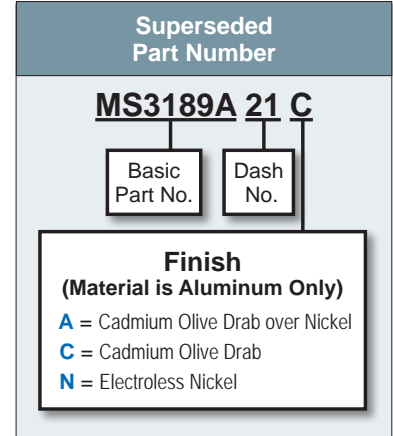 Superseded
Part Number
MS3189A 21 C
Basic
Part No.
Dash
No.
Finish
(Material is Aluminum Only)
A = Cadmium Olive Drab over Nickel
C = Cadmium Olive Drab
N = Electroless Nickel